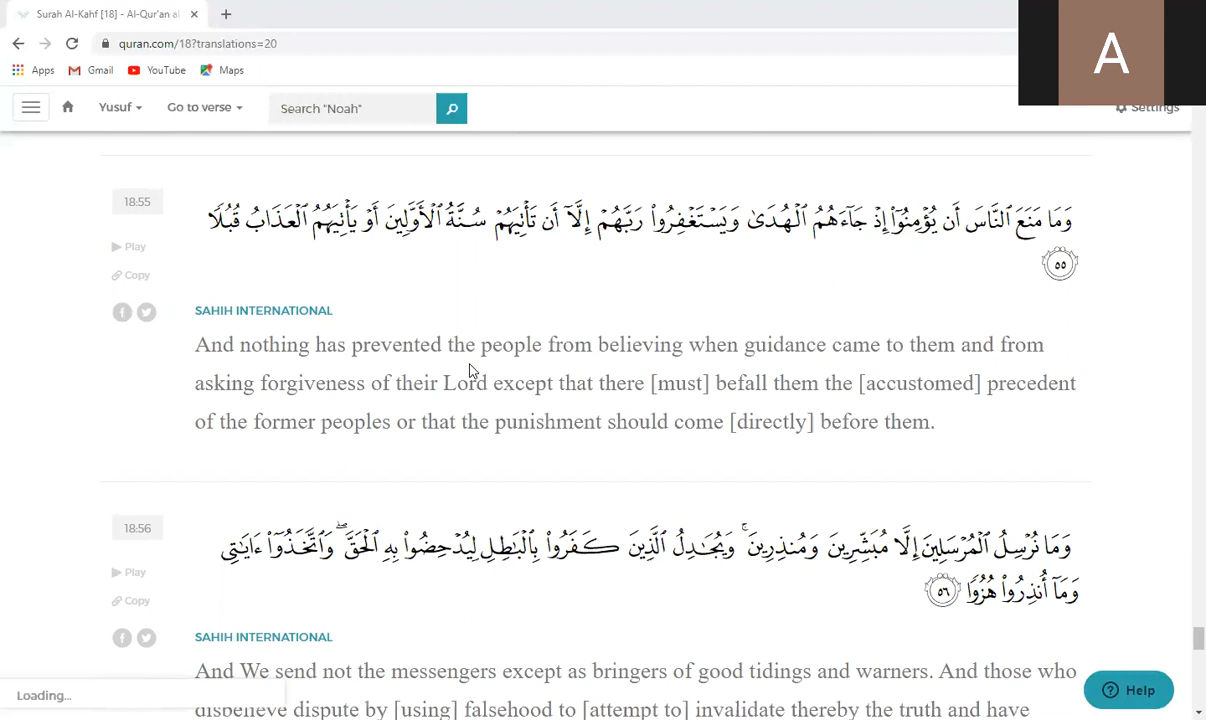 Surah Al-Kahf [18] - Al-Qur'an al
quran.com/18?translations=20
Apps Gmail YouTube Maps
A
Yusuf Go to verse Search "Noah" Settings
18:55
وَمَا مَنَعَ ٱلنَّاسَ أَن يُؤْمِنُوٓا۟ إِذْ جَآءَهُمُ ٱلْهُدَىٰ وَيَسْتَغْفِرُوا۟ رَبَّهُمْ إِلَّآ أَن تَأْتِيَهُمْ سُنَّةُ ٱلْأَوَّلِينَ أَوْ يَأْتِيَهُمُ ٱلْعَذَابُ قُبُلًا
٥٥
Play
Copy
SAHIH INTERNATIONAL
And nothing has prevented the people from believing when guidance came to them and from
asking forgiveness of their Lord except that there [must] befall them the [accustomed] precedent
of the former peoples or that the punishment should come [directly] before them.
18:56
وَمَا نُرْسِلُ ٱلْمُرْسَلِينَ إِلَّا مُبَشِّرِينَ وَمُنذِرِينَ ۚ وَيُجَـٰدِلُ ٱلَّذِينَ كَفَرُوا۟ بِٱلْبَـٰطِلِ لِيُدْحِضُوا۟ بِهِ ٱلْحَقَّ ۖ وَٱتَّخَذُوٓا۟ ءَايَـٰتِى
وَمَآ أُنذِرُوا۟ هُزُوًا ٥٦
Play
Copy
SAHIH INTERNATIONAL
And We send not the messengers except as bringers of good tidings and warners. And those who
disbelieve dispute by [using] falsehood to [attempt to] invalidate thereby the truth and have
Loading...
Help